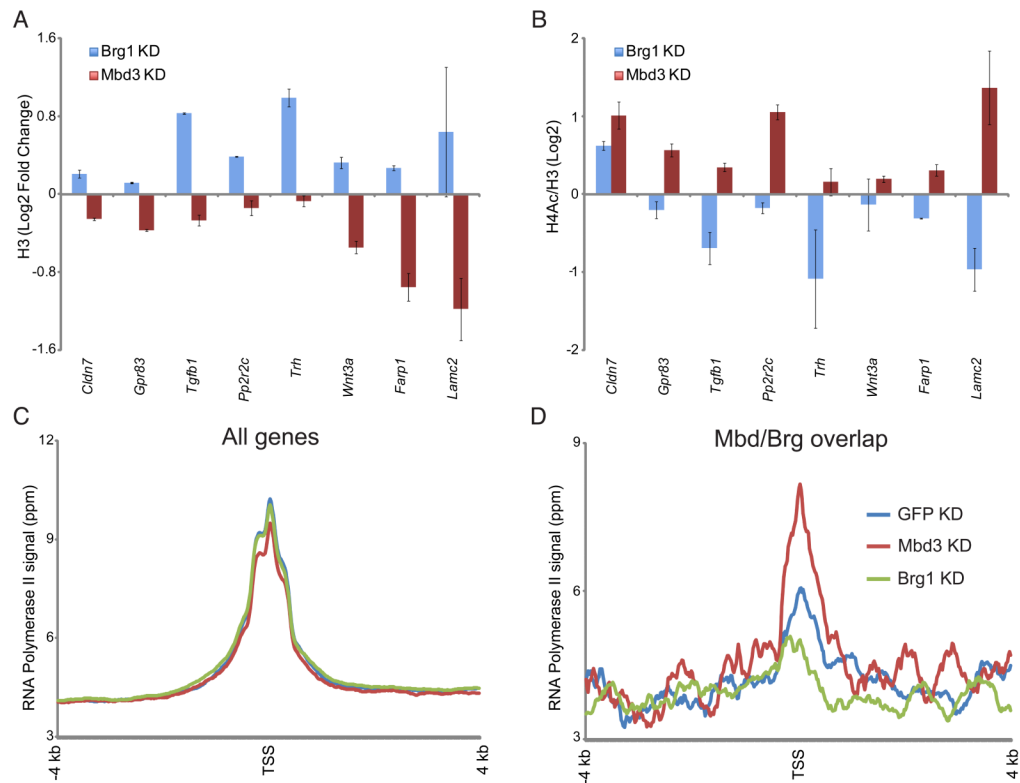 A
H3 (Log2 Fold Change)
1.6
0.8
0
-0.8
-1.6
Brg1 KD
Mbd3 KD
Cldn7
Gpr83
Tgfb1
Pp2r2c
Trh
Wnt3a
Farp1
Lamc2
B
H4Ac/H3 (Log2)
2
1
0
-1
-2
Brg1 KD
Mbd3 KD
Cldn7
Gpr83
Tgfb1
Pp2r2c
Trh
Wnt3a
Farp1
Lamc2
C
All genes
RNA Polymerase II signal (ppm)
12
9
6
3
-4 kb
TSS
4 kb
D
Mbd/Brg overlap
RNA Polymerase II signal (ppm)
9
6
3
GFP KD
Mbd3 KD
Brg1 KD
-4 kb
TSS
4 kb